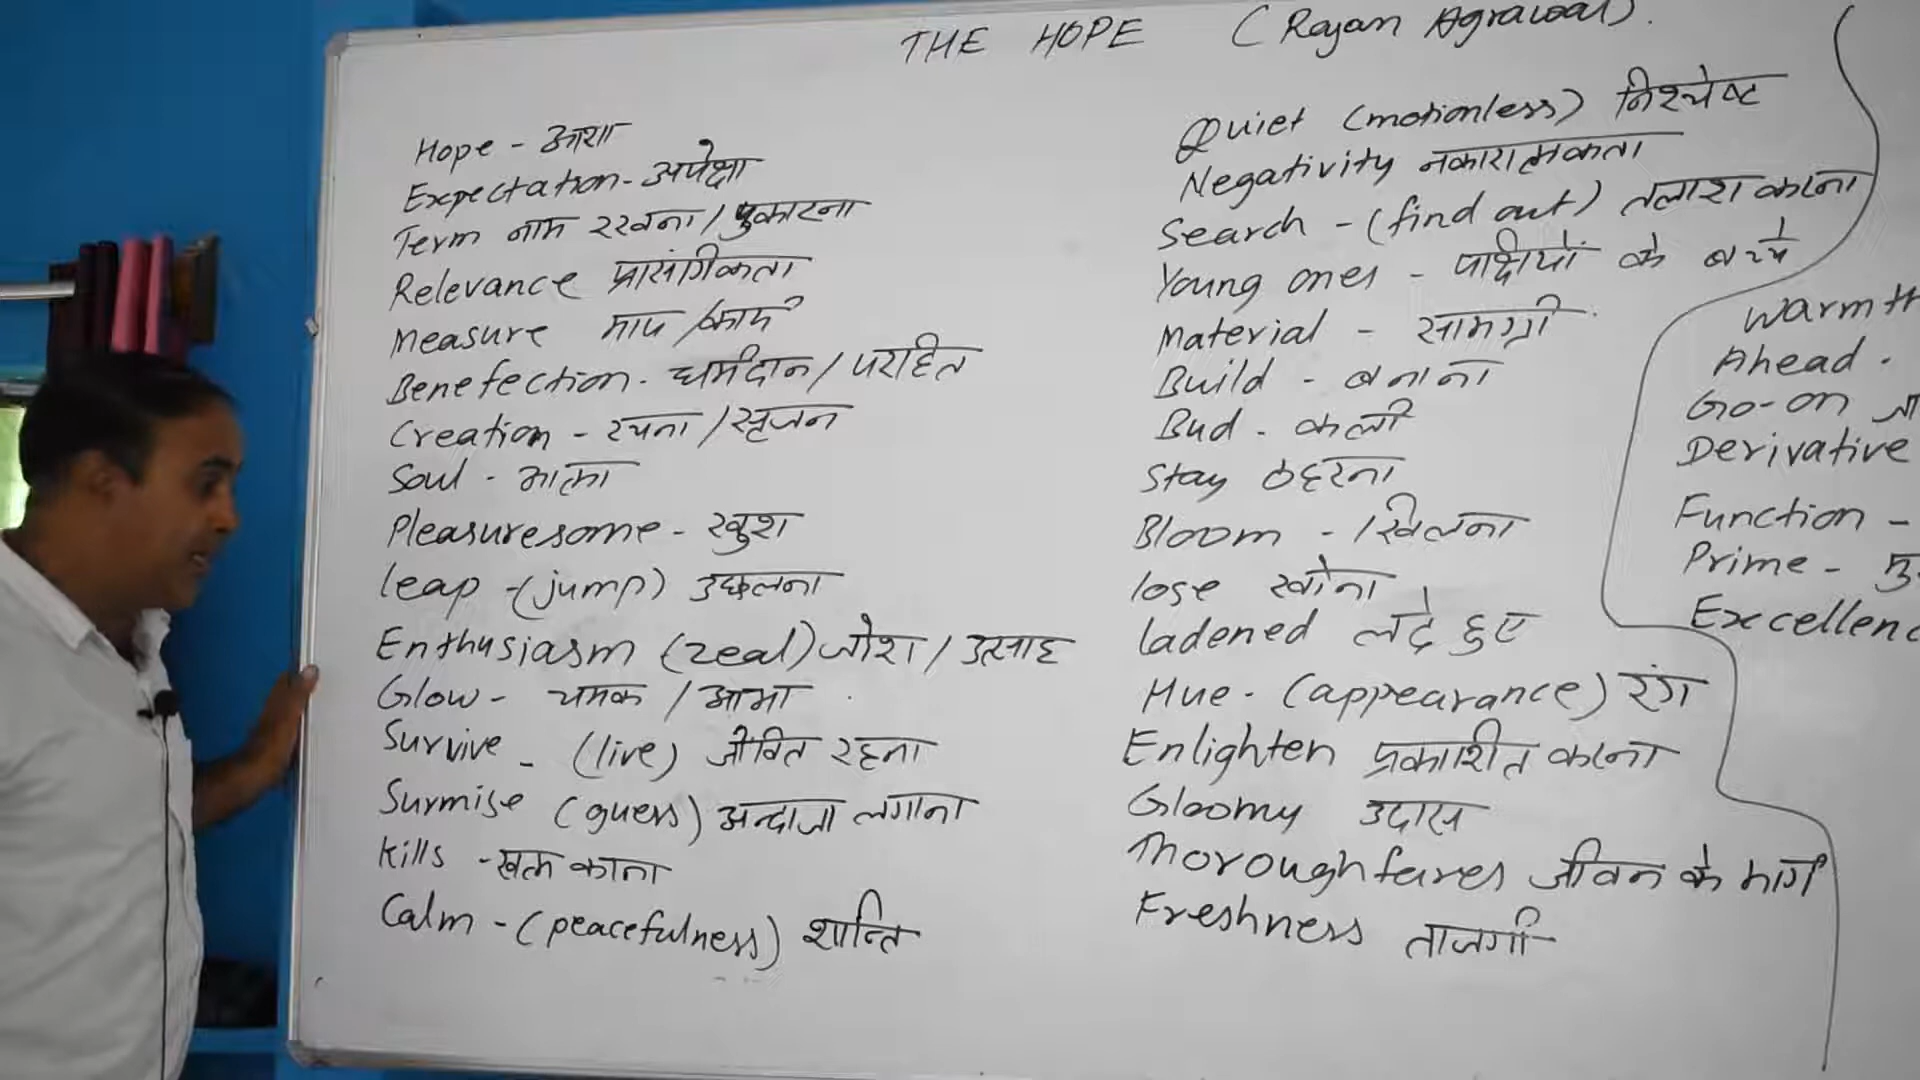 THE HOPE (Rajan Agrawal).
Hope - आशा
Expectation - अपेक्षा
Term नाम रखना / पुकारना
Relevance प्रासंगिकता
Measure माप / कार्य
Benefection - धर्मदान / परहित
Creation - रचना / सृजन
Soul - आत्मा
Pleasuresome - खुश
leap - (jump) उछलना
Enthusiasm (zeal) जोश / उत्साह
Glow - चमक / आभा
Survive - (live) जीवित रहना
Surmise (guess) अन्दाजा लगाना
Kills - खत्म करना
Calm - (peacefulness) शान्ति
Quiet (motionless) निश्चेष्ट
Negativity नकारात्मकता
Search - (find out) तलाश करना
Young ones - पक्षियों के बच्चे
Material - सामग्री
Build - बनाना
Bud - कली
Stay ठहरना
Bloom - खिलना
lose खोना
ladened लदे हुए
Hue - (appearance) रंग
Enlighten प्रकाशीत करना
Gloomy उदास
Thoroughfares जीवन के मार्ग
Freshness ताजगी
Warmth
Ahead -
Go-on जा
Derivative
Function -
Prime - मु
Excellenc